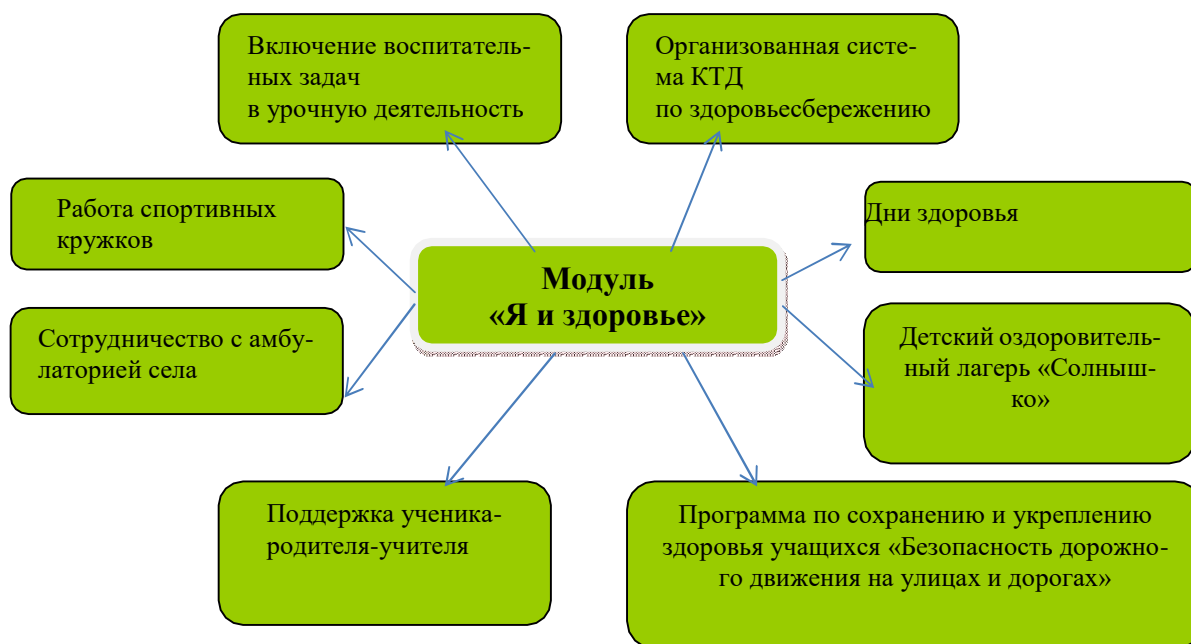 Включение воспитатель-
ных задач
в урочную деятельность
Организованная систе-
ма КТД
по здоровьесбережению
Работа спортивных
кружков
Дни здоровья
Модуль
«Я и здоровье»
Сотрудничество с амбу-
латорией села
Детский оздоровитель-
ный лагерь «Солныш-
ко»
Поддержка ученика-
родителя-учителя
Программа по сохранению и укреплению
здоровья учащихся «Безопасность дорожно-
го движения на улицах и дорогах»